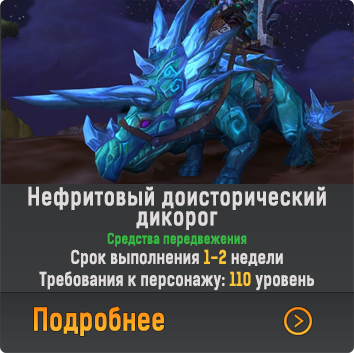 Нефритовый доисторический
дикорог
Средства передвежения
Срок выполнения 1-2 недели
Требования к персонажу: 110 уровень
Подробнее